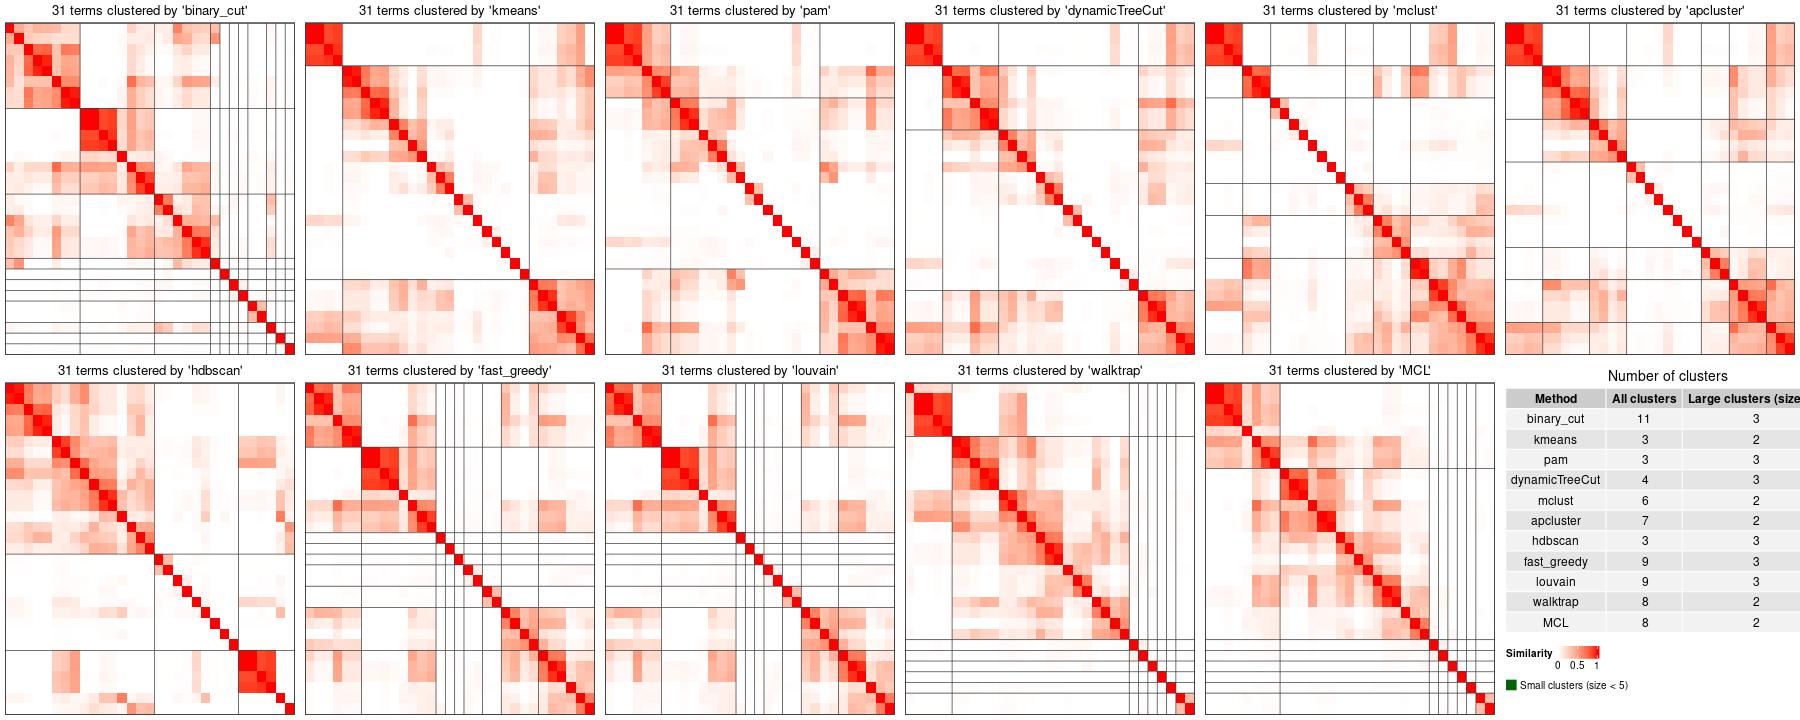 31 terms clustered by 'binary_cut'
31 terms clustered by 'kmeans'
31 terms clustered by 'pam'
31 terms clustered by 'dynamicTreeCut'
31 terms clustered by 'mclust'
31 terms clustered by 'apcluster'
31 terms clustered by 'hdbscan'
31 terms clustered by 'fast_greedy'
31 terms clustered by 'louvain'
31 terms clustered by 'walktrap'
31 terms clustered by 'MCL'
Number of clusters
Method All clusters Large clusters (size
binary_cut 11 3
kmeans 3 2
pam 3 3
dynamicTreeCut 4 3
mclust 6 2
apcluster 7 2
hdbscan 3 3
fast_greedy 9 3
louvain 9 3
walktrap 8 2
MCL 8 2
Similarity
0 0.5 1
Small clusters (size < 5)